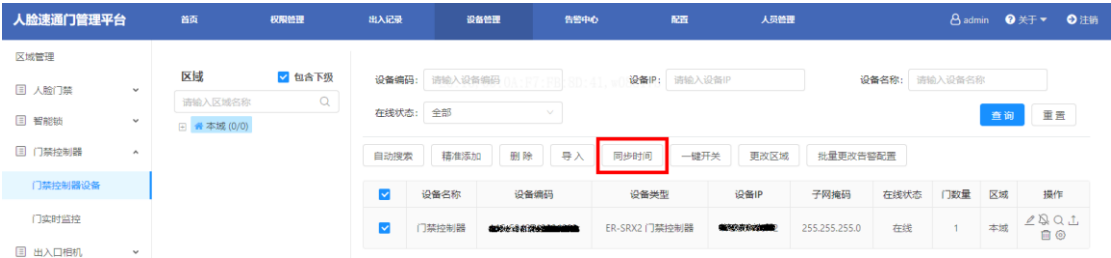 人脸速通门管理平台 首页 权限管理 出入记录 设备管理 告警中心 配置 人员管理 admin 关于 注销
区域管理
人脸门禁
智能锁
门禁控制器
门禁控制器设备
门实时监控
出入口相机
区域 包含下级
请输入区域名称
本域 (0/0)
设备编码： 请输入设备编码 设备IP： 请输入设备IP 设备名称： 请输入设备名称
在线状态： 全部 查询 重置
自动搜索 精准添加 删除 导入 同步时间 一键开关 更改区域 批量更改告警配置
设备名称 设备编码 设备类型 设备IP 子网掩码 在线状态 门数量 区域 操作
门禁控制器 ER-SRX2 门禁控制器 255.255.255.0 在线 1 本域